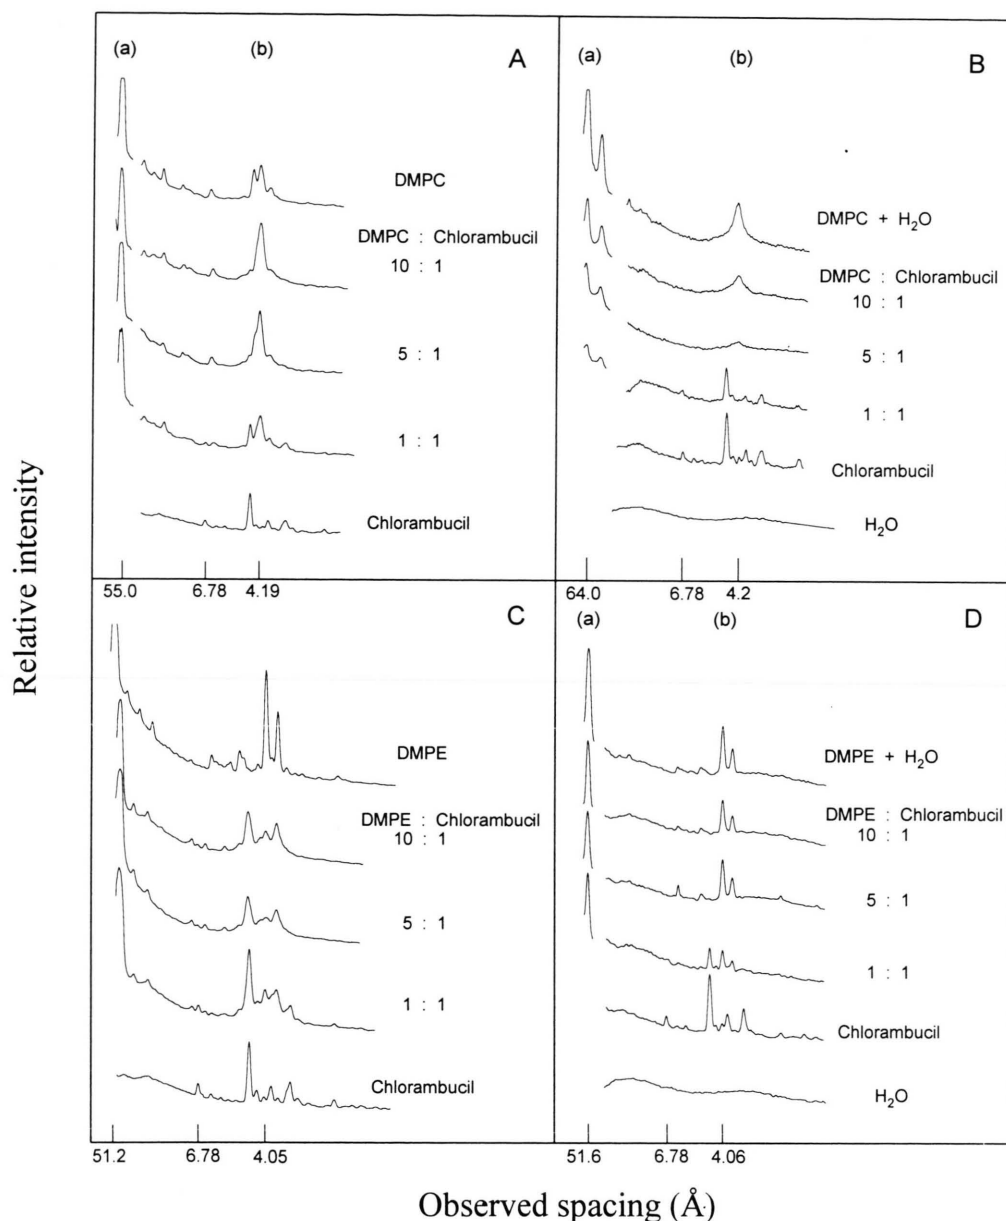 Relative intensity
(a) (b) A
DMPC
DMPC : Chlorambucil
10 : 1
5 : 1
1 : 1
Chlorambucil
55.0 6.78 4.19
(a) (b) B
DMPC + H₂O
DMPC : Chlorambucil
10 : 1
5 : 1
1 : 1
Chlorambucil
H₂O
64.0 6.78 4.2
C
DMPE
DMPE : Chlorambucil
10 : 1
5 : 1
1 : 1
Chlorambucil
51.2 6.78 4.05
(a) (b) D
DMPE + H₂O
DMPE : Chlorambucil
10 : 1
5 : 1
1 : 1
Chlorambucil
H₂O
51.6 6.78 4.06
Observed spacing (Å)